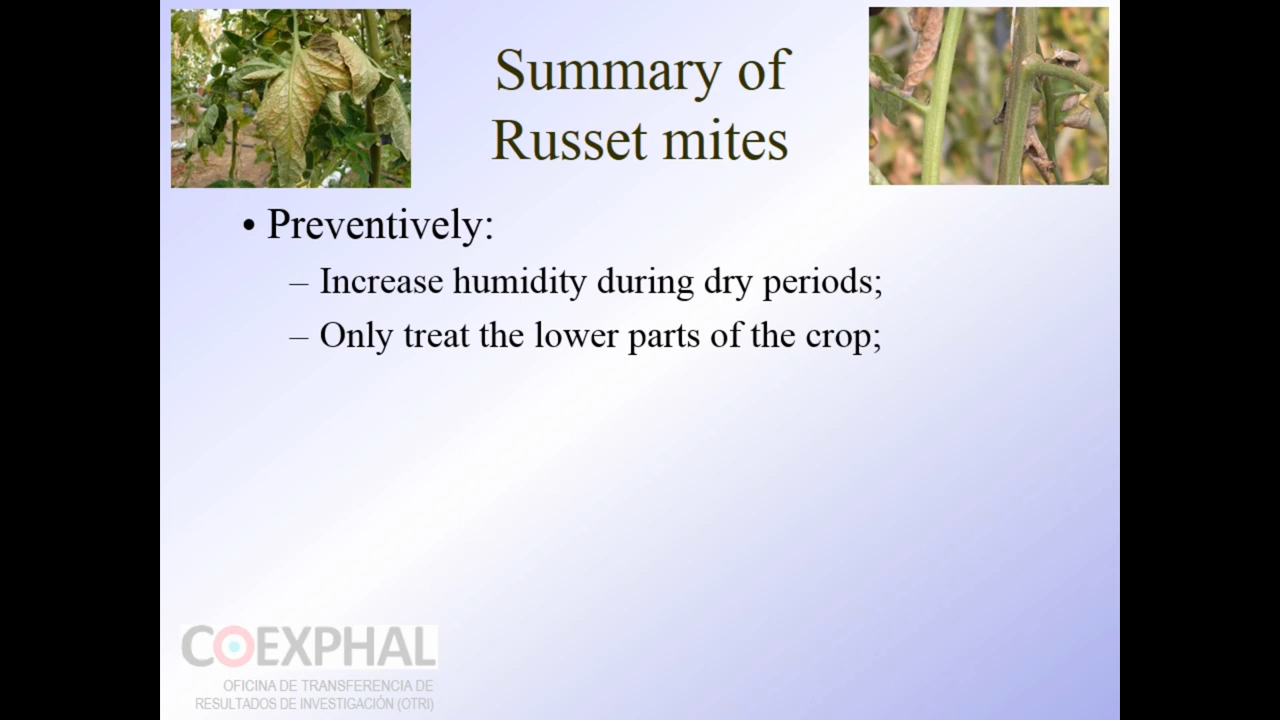 Summary of
Russet mites
• Preventively:
– Increase humidity during dry periods;
– Only treat the lower parts of the crop;
COEXPHAL
OFICINA DE TRANSFERENCIA DE
RESULTADOS DE INVESTIGACIÓN (OTRI)